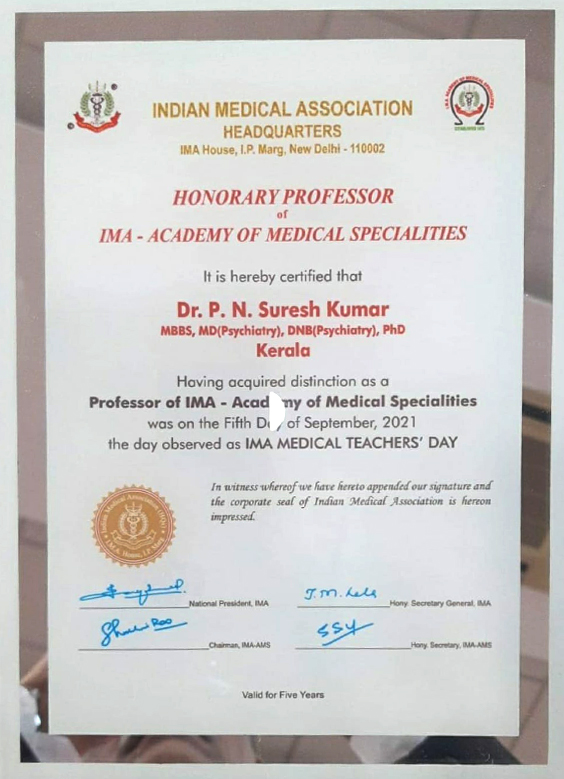 INDIAN MEDICAL ASSOCIATION
HEADQUARTERS
IMA House, I.P. Marg, New Delhi - 110002
HONORARY PROFESSOR
of
IMA - ACADEMY OF MEDICAL SPECIALITIES
It is hereby certified that
Dr. P. N. Suresh Kumar
MBBS, MD(Psychiatry), DNB(Psychiatry), PhD
Kerala
Having acquired distinction as a
Professor of IMA - Academy of Medical Specialities
was on the Fifth Day of September, 2021
the day observed as IMA MEDICAL TEACHERS' DAY
In witness whereof we have hereto appended our signature and
the corporate seal of Indian Medical Association is hereon
impressed.
National President, IMA
Hony. Secretary General, IMA
Chairman, IMA-AMS
SSY
Hony. Secretary, IMA-AMS
Valid for Five Years